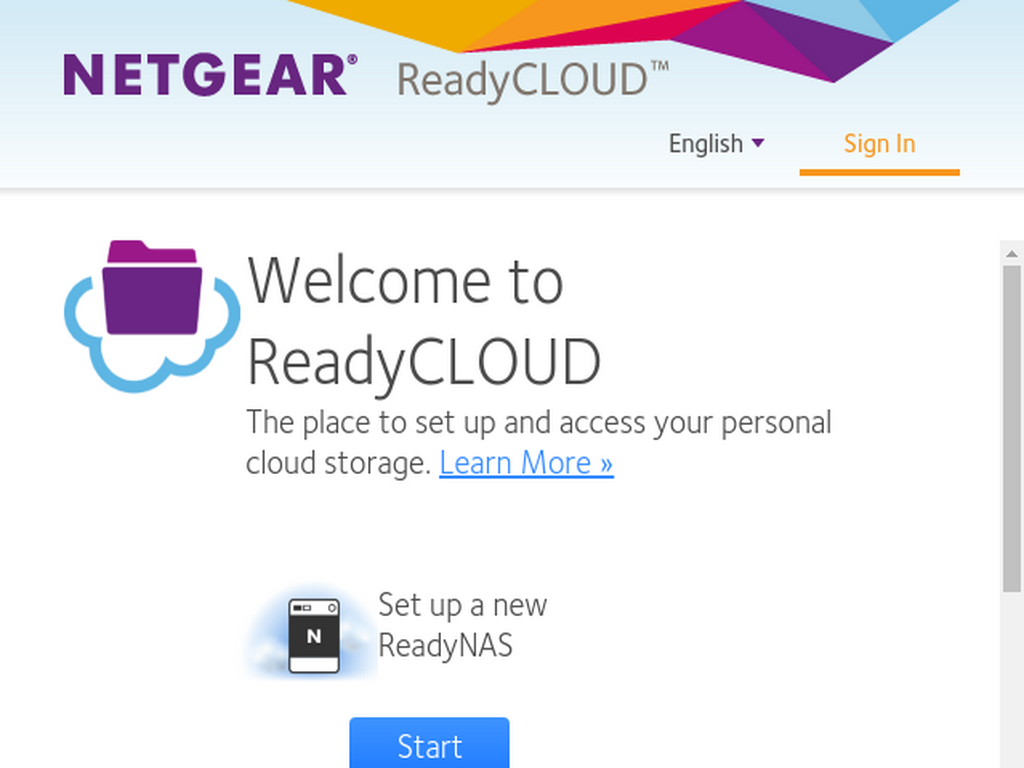 NETGEAR® ReadyCLOUD™
English Sign In
Welcome to
ReadyCLOUD
The place to set up and access your personal
cloud storage. Learn More »
N
Set up a new
ReadyNAS
Start